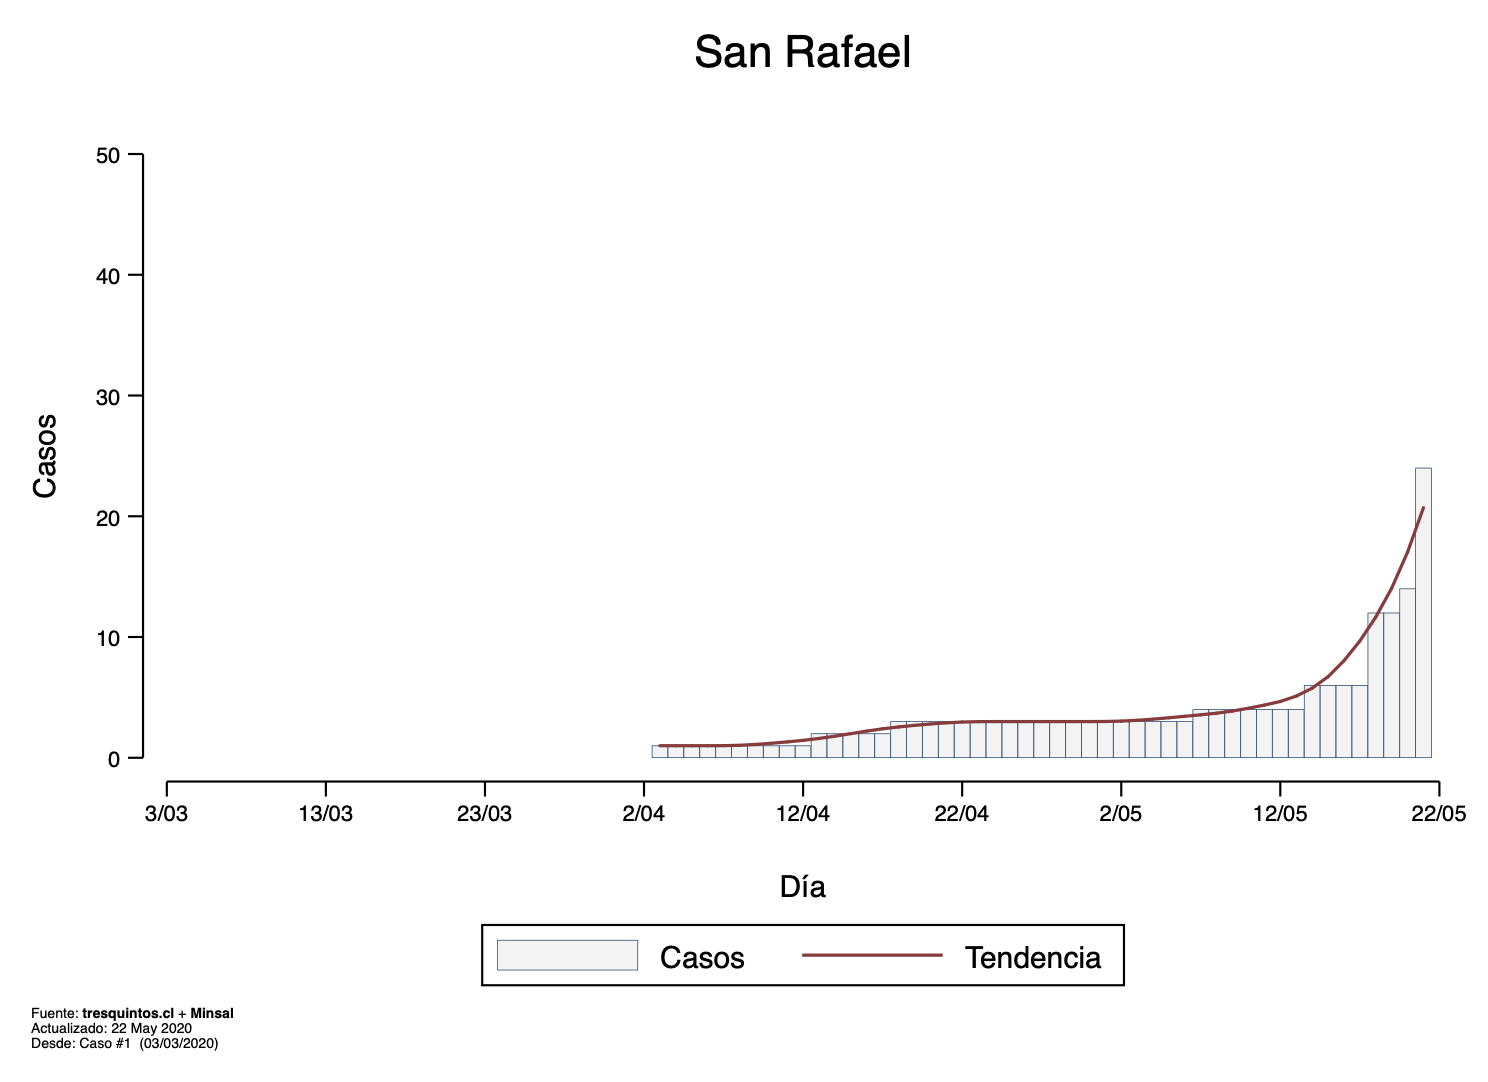 San Rafael
50
40
30
20
10
0
Casos
3/03 13/03 23/03 2/04 12/04 22/04 2/05 12/05 22/05
Día
Casos Tendencia
Fuente: tresquintos.cl + Minsal
Actualizado: 22 May 2020
Desde: Caso #1 (03/03/2020)